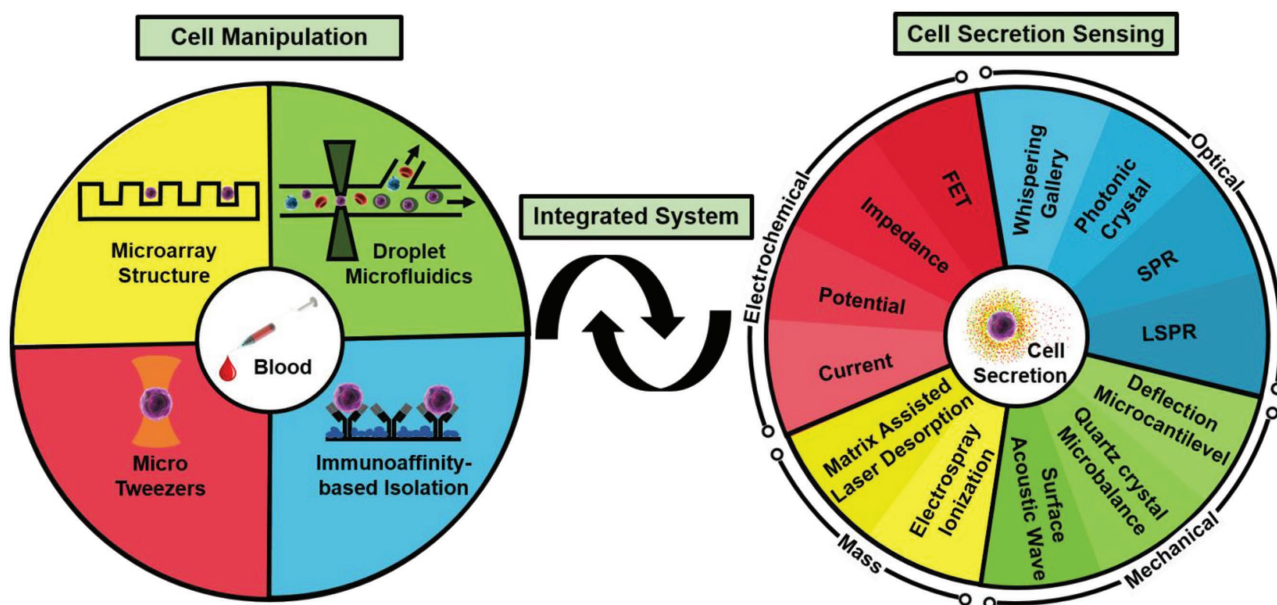 Cell Manipulation
Microarray
Structure
Droplet
Microfluidics
Blood
Micro
Tweezers
Immunoaffinity-
based Isolation
Integrated System
Cell Secretion Sensing
Electrochemical
FET
Impedance
Potential
Current
Optical
Whispering
Gallery
Photonic
Crystal
SPR
LSPR
Cell
Secretion
Mechanical
Deflection
Microcantilevel
Quartz crystal
Microbalance
Surface
Acoustic Wave
Mass
Matrix Assisted
Laser Desorption
Electrospray
Ionization